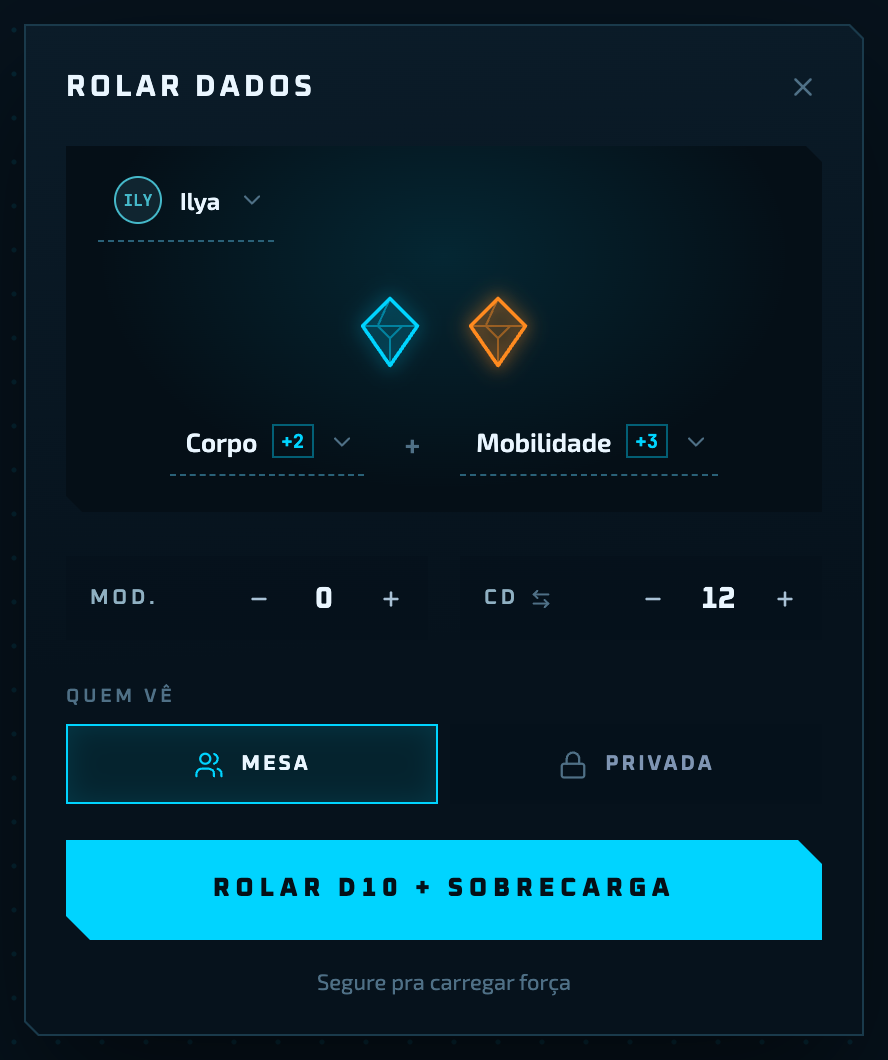 ROLAR DADOS
ILY Ilya
Corpo +2 + Mobilidade +3
MOD. − 0 + CD − 12 +
QUEM VÊ
MESA PRIVADA
ROLAR D10 + SOBRECARGA
Segure pra carregar força